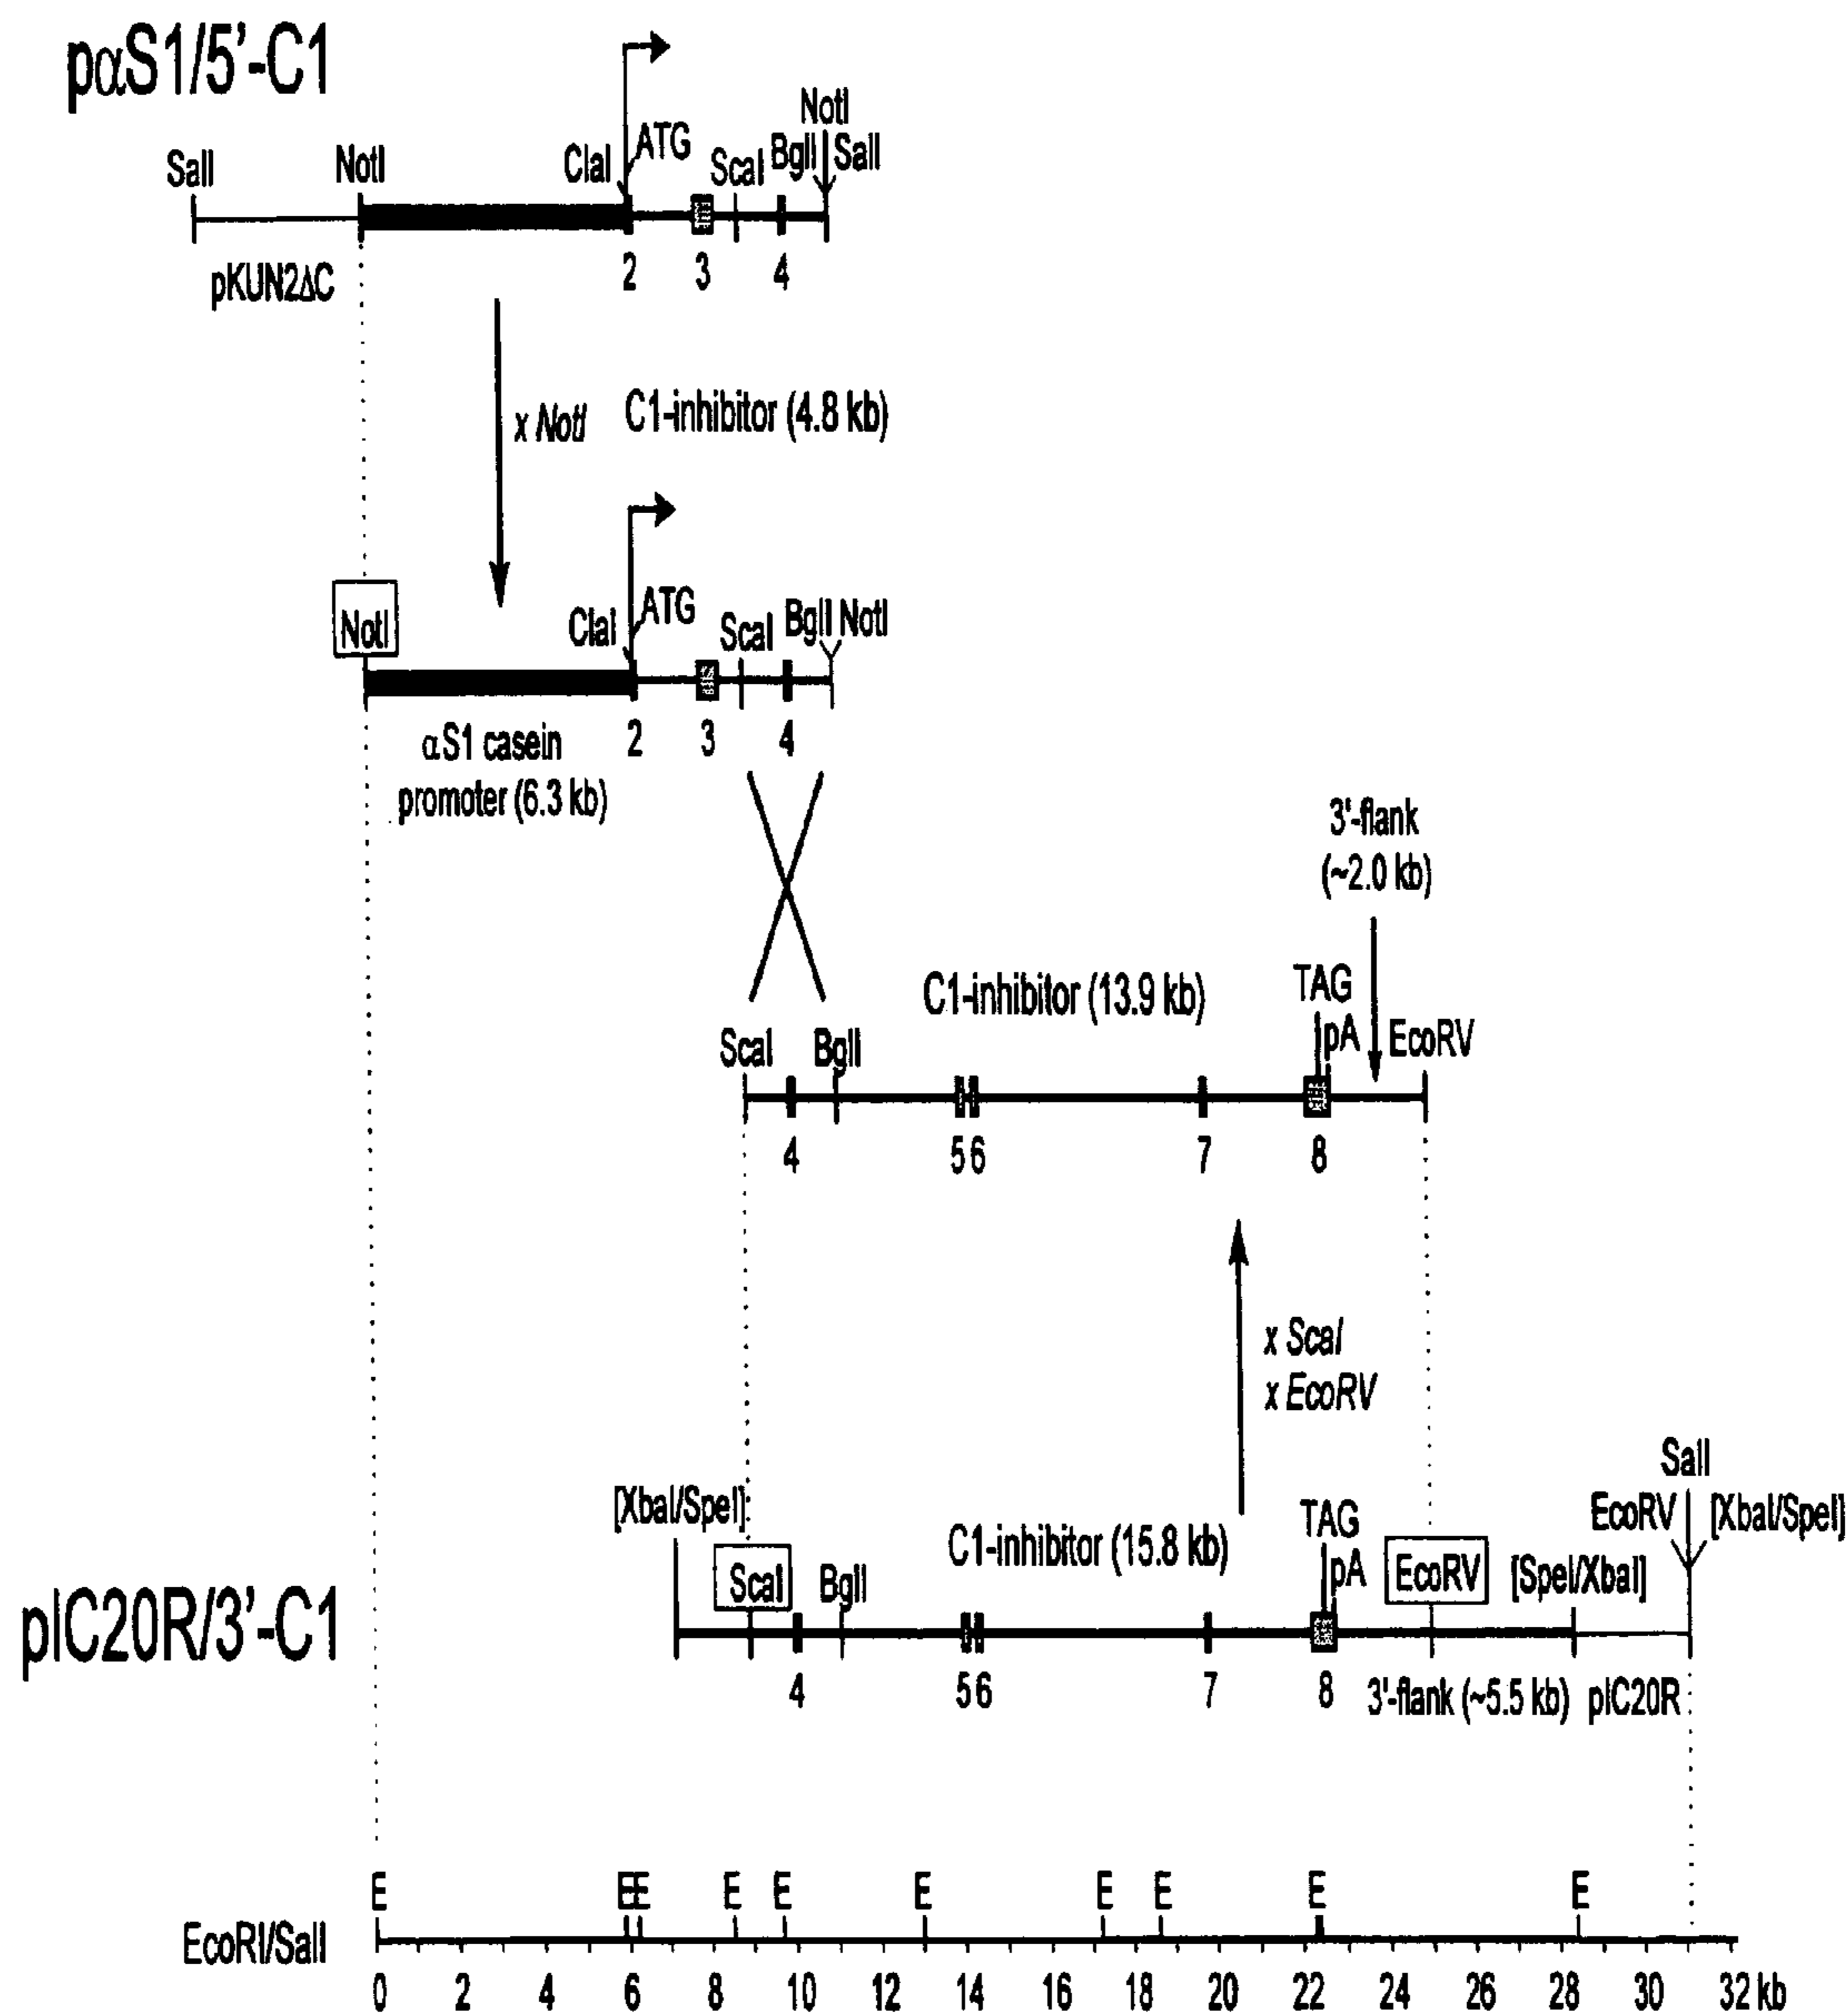 pαS1/5’-C1
NotI
SalI NotI ClaI ATG ScaI BglI SalI
pKUN2ΔC 2 3 4
x NotI C1-inhibitor (4.8 kb)
NotI ClaI ATG ScaI BglI NotI
αS1 casein
promoter (6.3 kb)
2 3 4
3'-flank
(~2.0 kb)
C1-inhibitor (13.9 kb) TAG
ScaI BglI pA EcoRV
4 5 6 7 8
x ScaI
x EcoRV
SalI
[XbaI/SpeI] TAG EcoRV [XbaI/SpeI]
C1-inhibitor (15.8 kb)
ScaI BglI pA EcoRV [SpeI/XbaI]
pIC20R/3’-C1
4 5 6 7 8 3'-flank (~5.5 kb) pIC20R
E E E E E E E E E E
EcoRI/SalI
0 2 4 6 8 10 12 14 16 18 20 22 24 26 28 30 32 kb